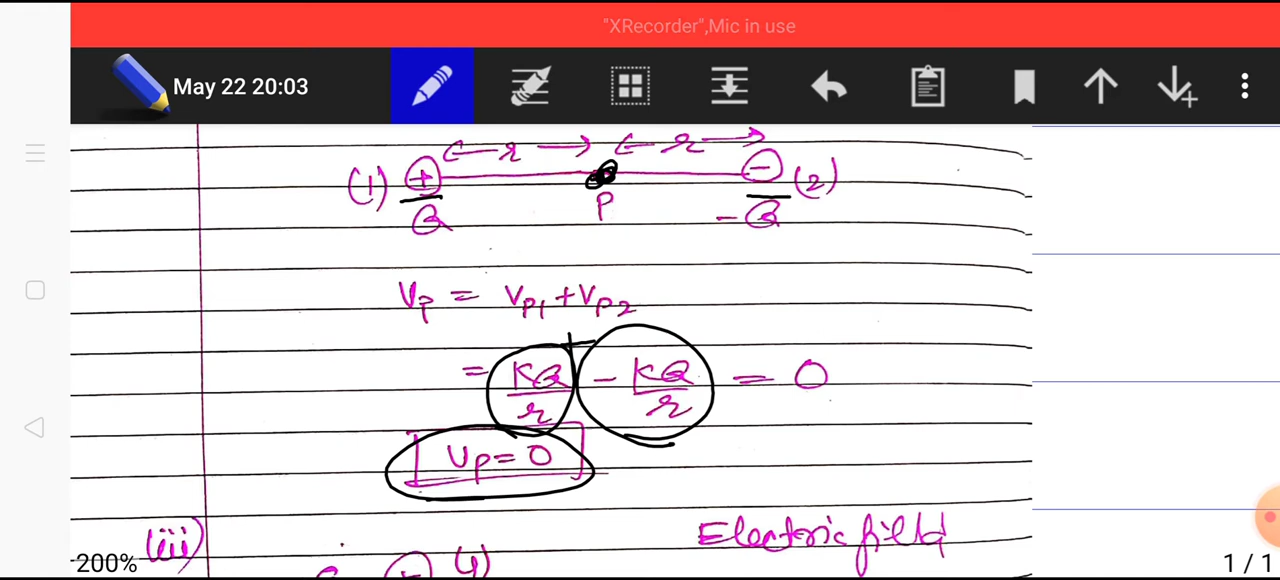 "XRecorder",Mic in use
May 22 20:03
← r → ← r →
(1) + − (2)
Q P −Q
Vp = Vp1 + Vp2
= KQ/r + − KQ/r = 0
Vp = 0
(iii) Electric field
-200% + (1) 1 / 1